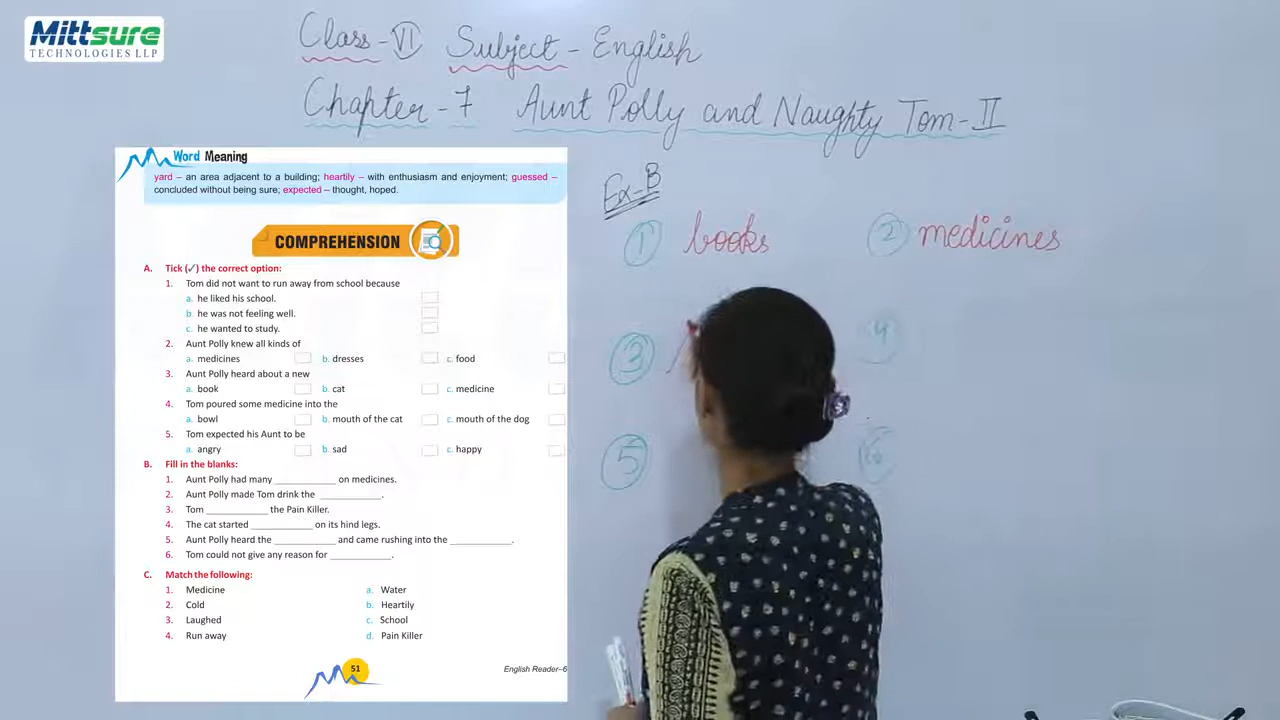 Mittsure
TECHNOLOGIES LLP
Class-VI Subject - English
Chapter-7 Aunt Polly and Naughty Tom-II
Word Meaning
yard – an area adjacent to a building; heartily – with enthusiasm and enjoyment; guessed –
concluded without being sure; expected – thought, hoped.
COMPREHENSION
A. Tick (✓) the correct option:
1. Tom did not want to run away from school because
a. he liked his school.
b. he was not feeling well.
c. he wanted to study.
2. Aunt Polly knew all kinds of
a. medicines b. dresses c. food
3. Aunt Polly heard about a new
a. book b. cat c. medicine
4. Tom poured some medicine into the
a. bowl b. mouth of the cat c. mouth of the dog
5. Tom expected his Aunt to be
a. angry b. sad c. happy
B. Fill in the blanks:
1. Aunt Polly had many ____________ on medicines.
2. Aunt Polly made Tom drink the ____________.
3. Tom ____________ the Pain Killer.
4. The cat started ____________ on its hind legs.
5. Aunt Polly heard the ____________ and came rushing into the ____________.
6. Tom could not give any reason for ____________.
C. Match the following:
1. Medicine a. Water
2. Cold b. Heartily
3. Laughed c. School
4. Run away d. Pain Killer
51
English Reader–6
Ex-B
1 books 2 medicines
3 4
5 6